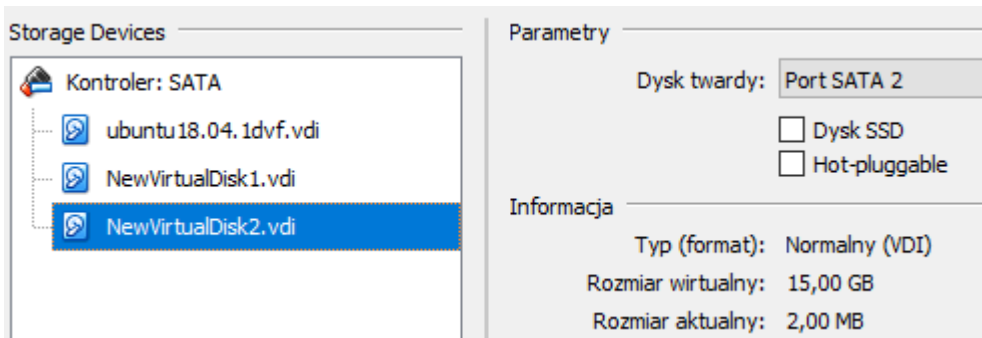 Storage Devices
Kontroler: SATA
ubuntu18.04.1dvf.vdi
NewVirtualDisk1.vdi
NewVirtualDisk2.vdi
Parametry
Dysk twardy: Port SATA 2
Dysk SSD
Hot-pluggable
Informacja
Typ (format): Normalny (VDI)
Rozmiar wirtualny: 15,00 GB
Rozmiar aktualny: 2,00 MB